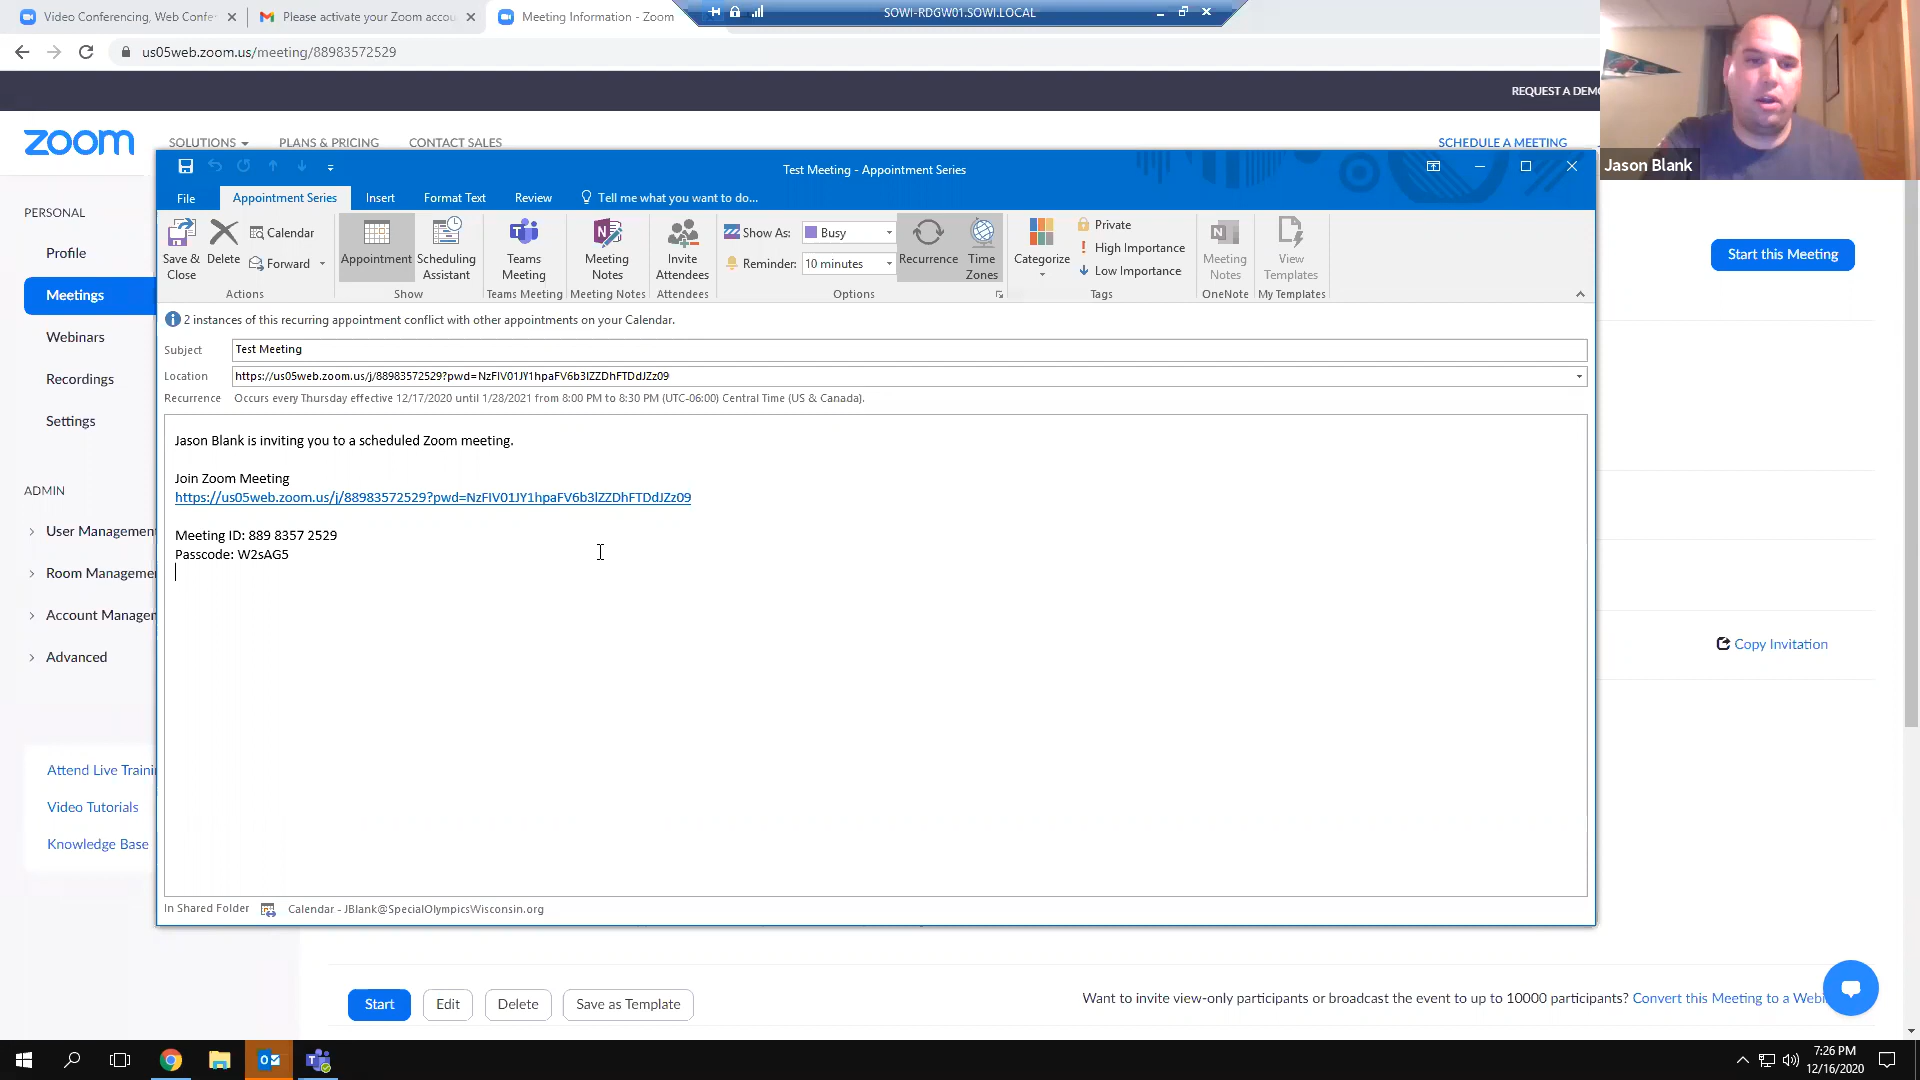 Video Conferencing, Web Confe
Please activate your Zoom accou
Meeting Information - Zoom
SOWI-RDGW01.SOWI.LOCAL
us05web.zoom.us/meeting/88983572529
REQUEST A DEMO
zoom
SOLUTIONS
PLANS & PRICING
CONTACT SALES
SCHEDULE A MEETING
Jason Blank
Test Meeting - Appointment Series
File
Appointment Series
Insert
Format Text
Review
Tell me what you want to do...
PERSONAL
Profile
Meetings
Webinars
Recordings
Settings
ADMIN
User Management
Room Manageme
Account Manager
Advanced
Attend Live Traini
Video Tutorials
Knowledge Base
Save & Close
Delete
Calendar
Forward
Actions
Appointment
Scheduling Assistant
Show
Teams Meeting
Teams Meeting
Meeting Notes
Meeting Notes
Invite Attendees
Attendees
Show As:
Busy
Reminder:
10 minutes
Recurrence
Time Zones
Options
Categorize
Private
High Importance
Low Importance
Tags
Meeting Notes
OneNote
View Templates
My Templates
Start this Meeting
2 instances of this recurring appointment conflict with other appointments on your Calendar.
Subject
Test Meeting
Location
https://us05web.zoom.us/j/88983572529?pwd=NzFIV01JY1hpaFV6b3lZZDhFTDdJZz09
Recurrence
Occurs every Thursday effective 12/17/2020 until 1/28/2021 from 8:00 PM to 8:30 PM (UTC-06:00) Central Time (US & Canada).
Jason Blank is inviting you to a scheduled Zoom meeting.
Join Zoom Meeting
https://us05web.zoom.us/j/88983572529?pwd=NzFIV01JY1hpaFV6b3lZZDhFTDdJZz09
Meeting ID: 889 8357 2529
Passcode: W2sAG5
Copy Invitation
In Shared Folder
Calendar - JBlank@SpecialOlympicsWisconsin.org
Start
Edit
Delete
Save as Template
Want to invite view-only participants or broadcast the event to up to 10000 participants? Convert this Meeting to a Webi
7:26 PM
12/16/2020